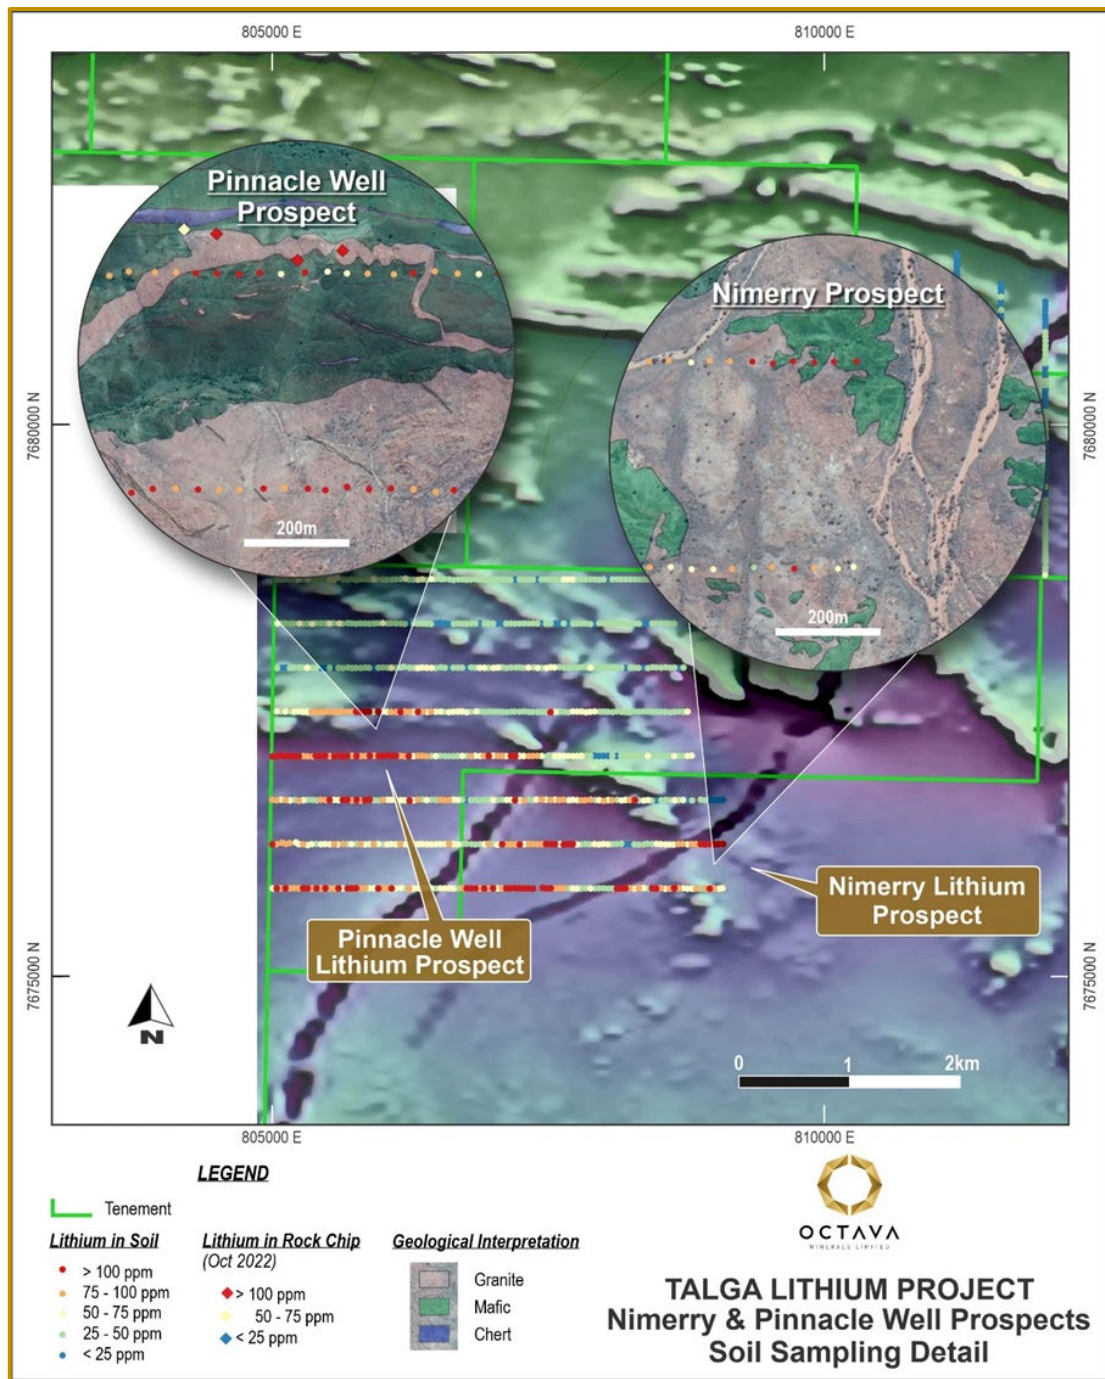 805000 E
810000 E
Pinnacle Well
Prospect
200m
Nimerry Prospect
200m
7680000 N
7680000 N
Nimerry Lithium
Prospect
Pinnacle Well
Lithium Prospect
7675000 N
7675000 N
N
0 1 2km
805000 E
810000 E
LEGEND
Tenement
Lithium in Soil
> 100 ppm
75 - 100 ppm
50 - 75 ppm
25 - 50 ppm
< 25 ppm
Lithium in Rock Chip
(Oct 2022)
> 100 ppm
50 - 75 ppm
< 25 ppm
Geological Interpretation
Granite
Mafic
Chert
OCTAVA
MINERALS LIMITED
TALGA LITHIUM PROJECT
Nimerry & Pinnacle Well Prospects
Soil Sampling Detail